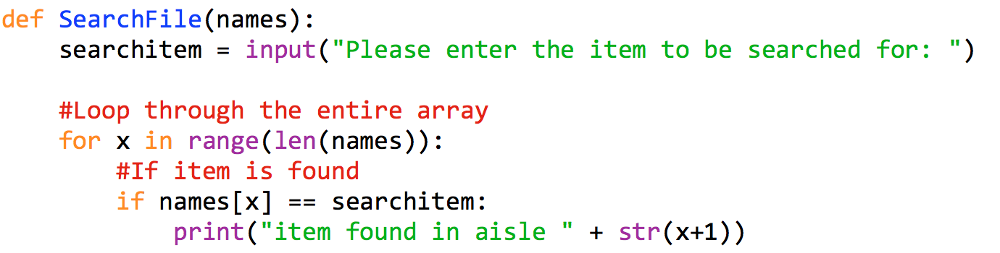 def SearchFile(names):
    searchitem = input("Please enter the item to be searched for: ")
    #Loop through the entire array
    for x in range(len(names)):
        #If item is found
        if names[x] == searchitem:
            print("item found in aisle " + str(x+1))